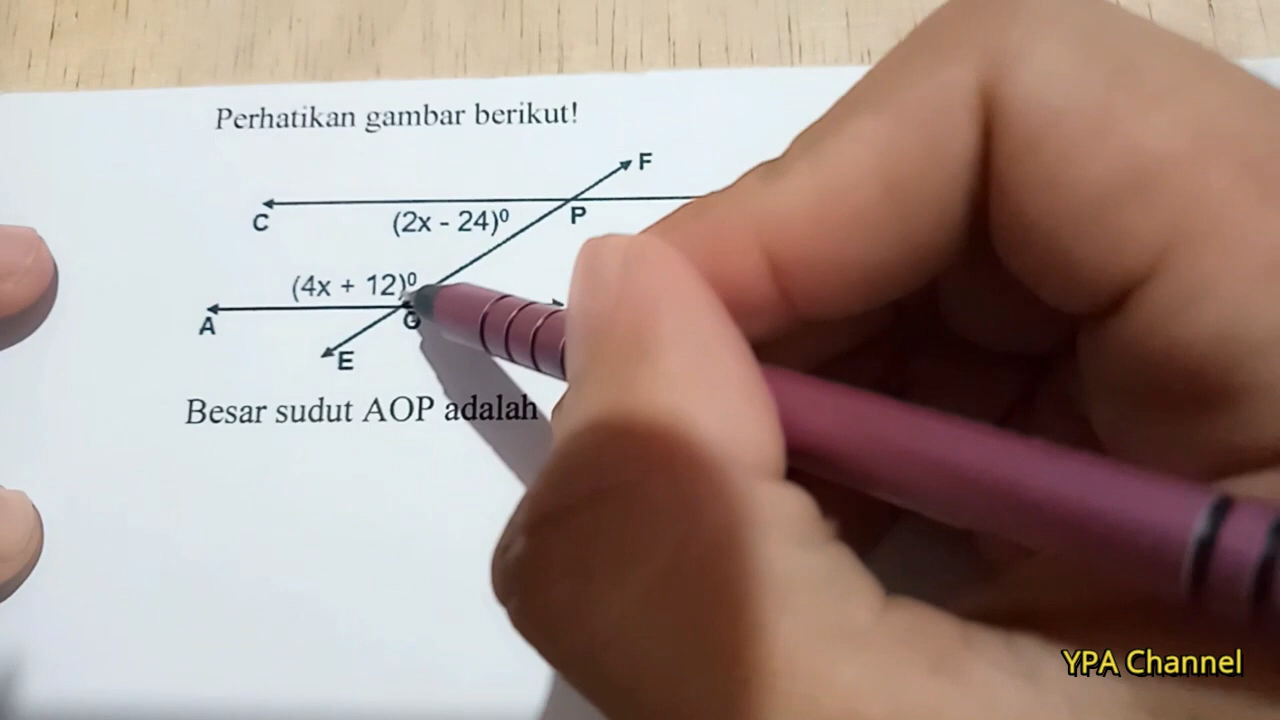 Perhatikan gambar berikut!
F
C
(2x - 24)⁰
P
(4x + 12)⁰
A
E
Besar sudut AOP adalah
YPA Channel